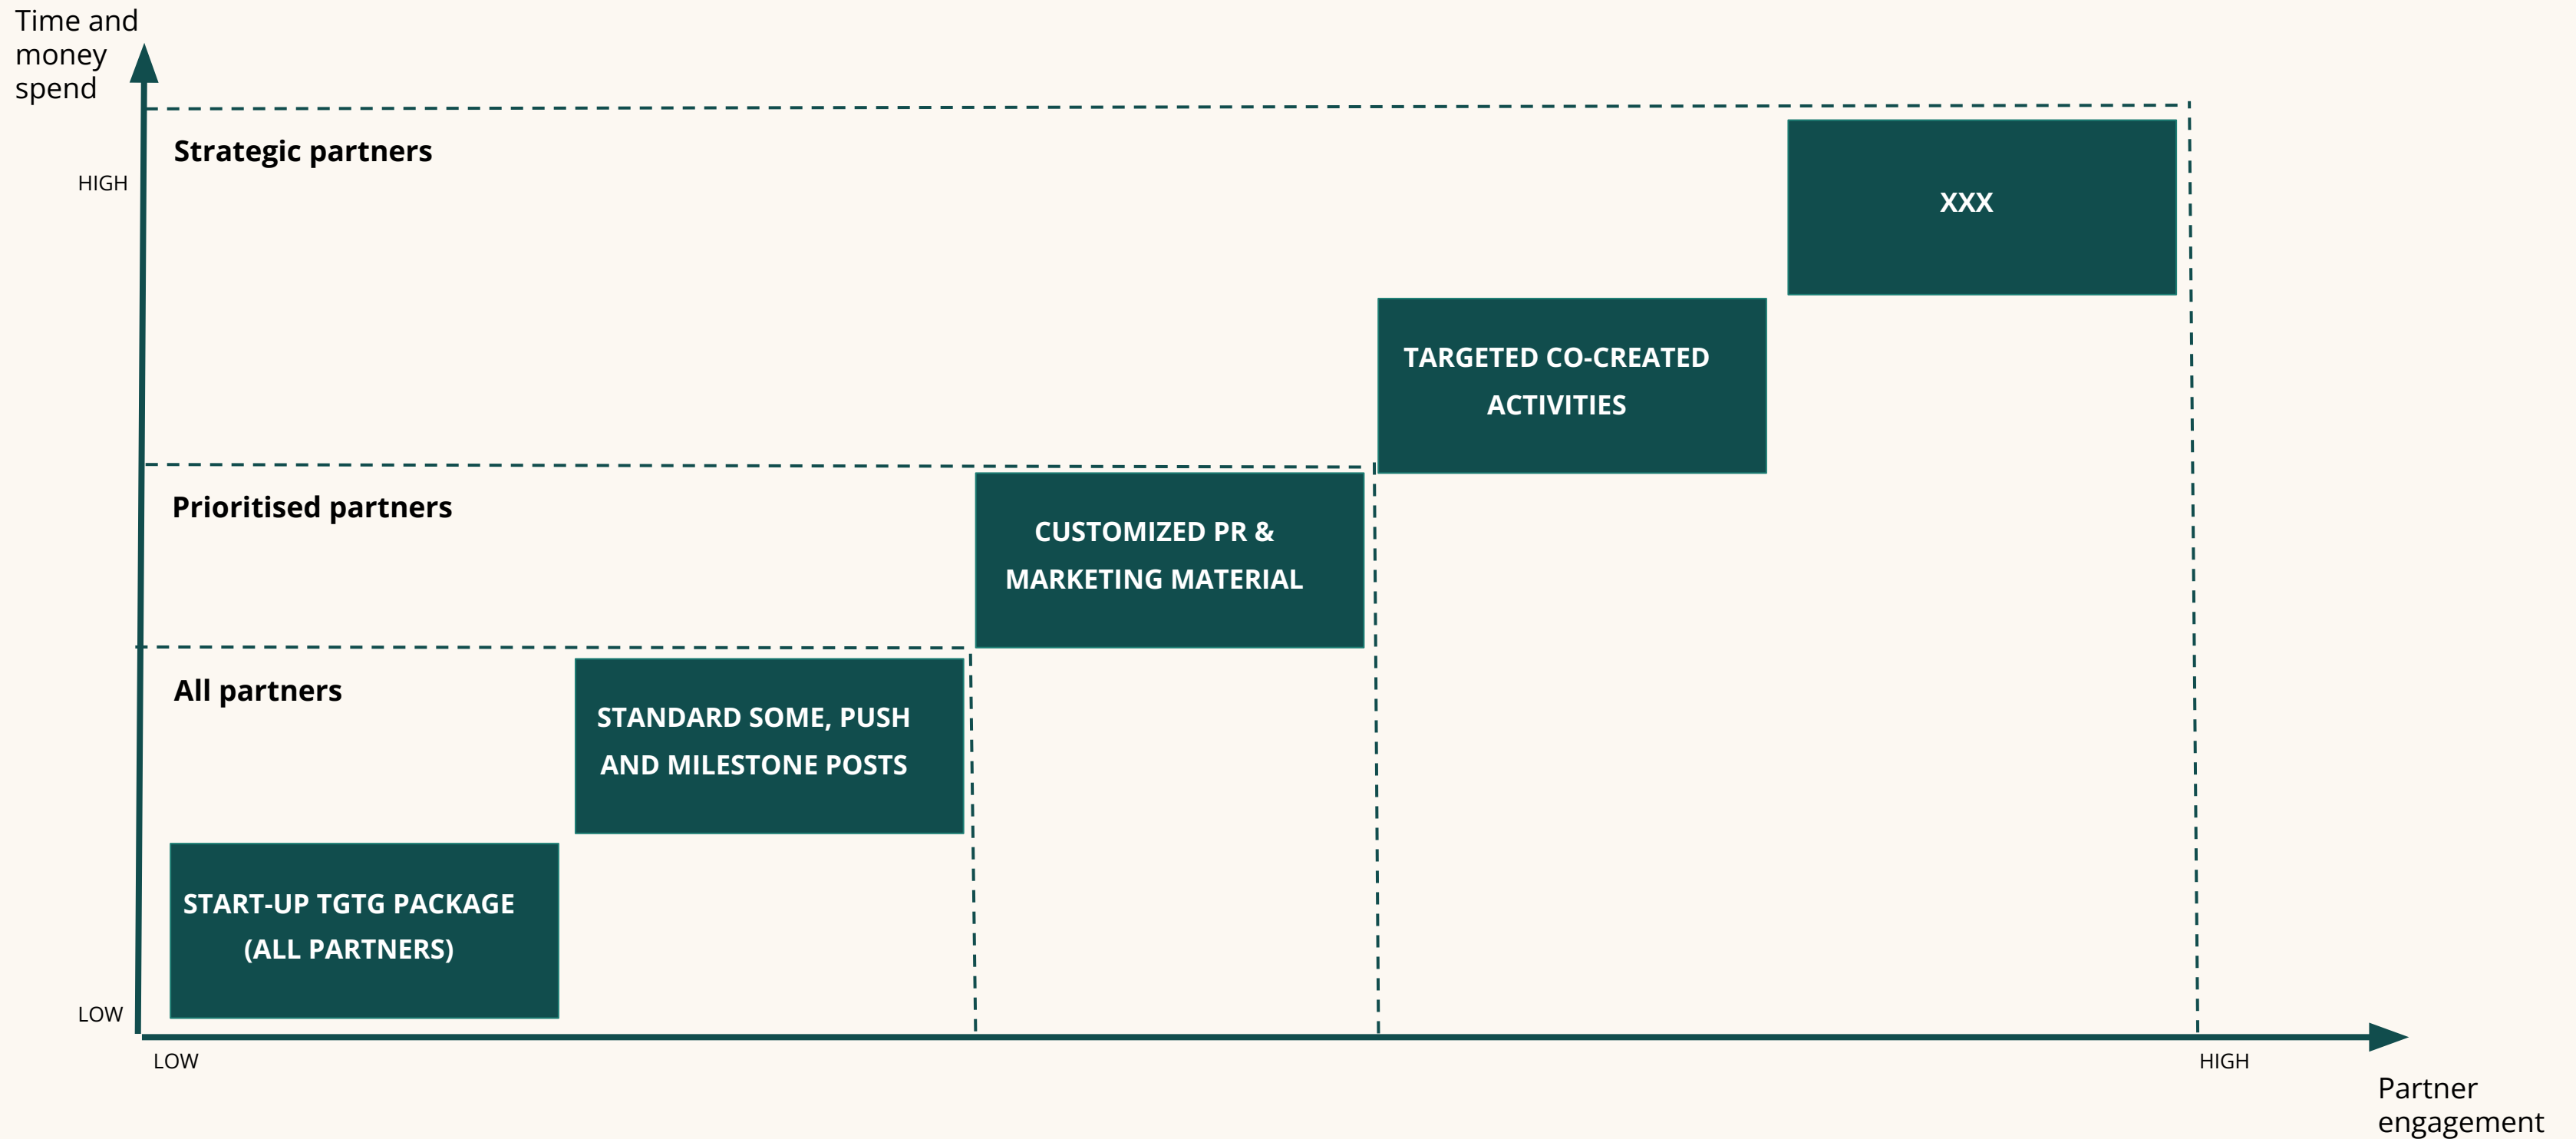 Time and
money
spend
Strategic partners
HIGH
XXX
TARGETED CO-CREATED
ACTIVITIES
Prioritised partners
CUSTOMIZED PR &
MARKETING MATERIAL
All partners
STANDARD SOME, PUSH
AND MILESTONE POSTS
START-UP TGTG PACKAGE
(ALL PARTNERS)
LOW
LOW
HIGH
Partner
engagement